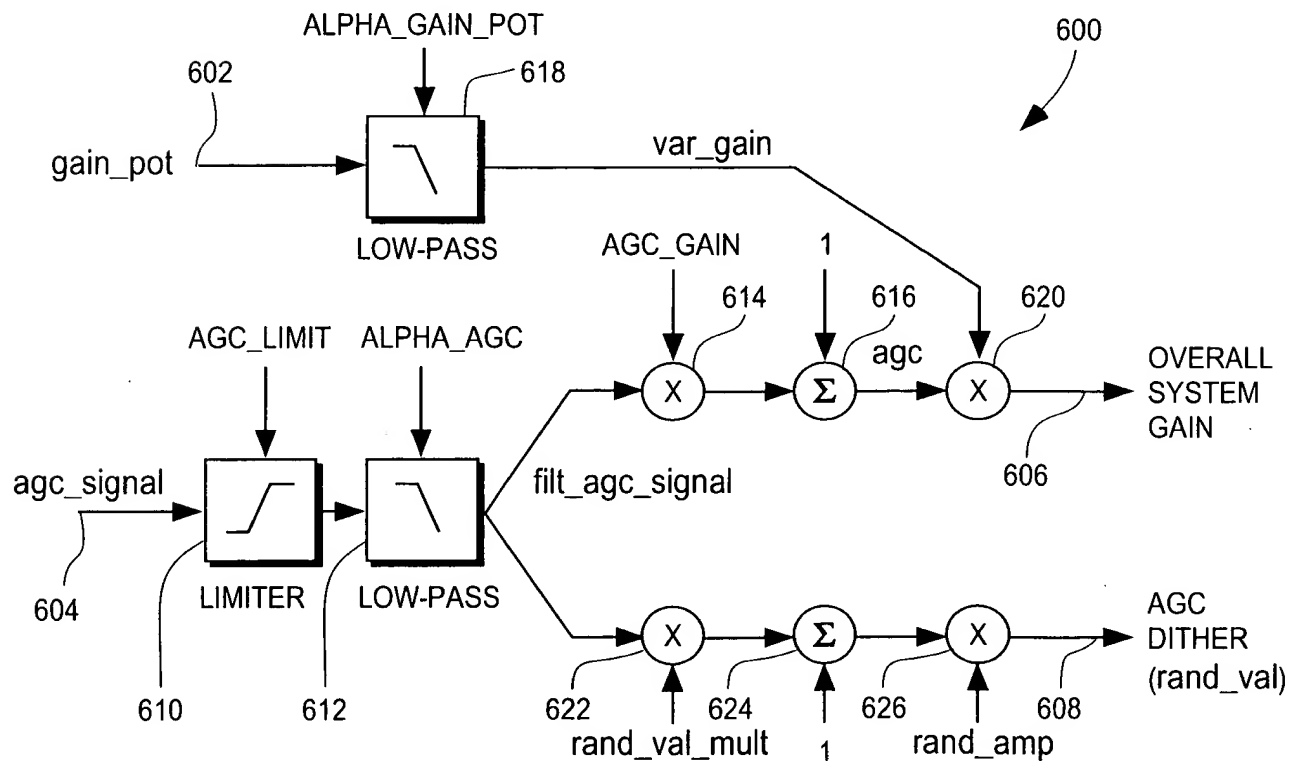 ALPHA_GAIN_POT
600
602
618
gain_pot
var_gain
LOW-PASS
AGC_GAIN
1
614
616
620
AGC_LIMIT
ALPHA_AGC
agc
X
Σ
X
OVERALL
SYSTEM
GAIN
606
agc_signal
filt_agc_signal
604
LIMITER
LOW-PASS
X
Σ
X
AGC
DITHER
(rand_val)
610
612
622
624
626
608
rand_val_mult
1
rand_amp